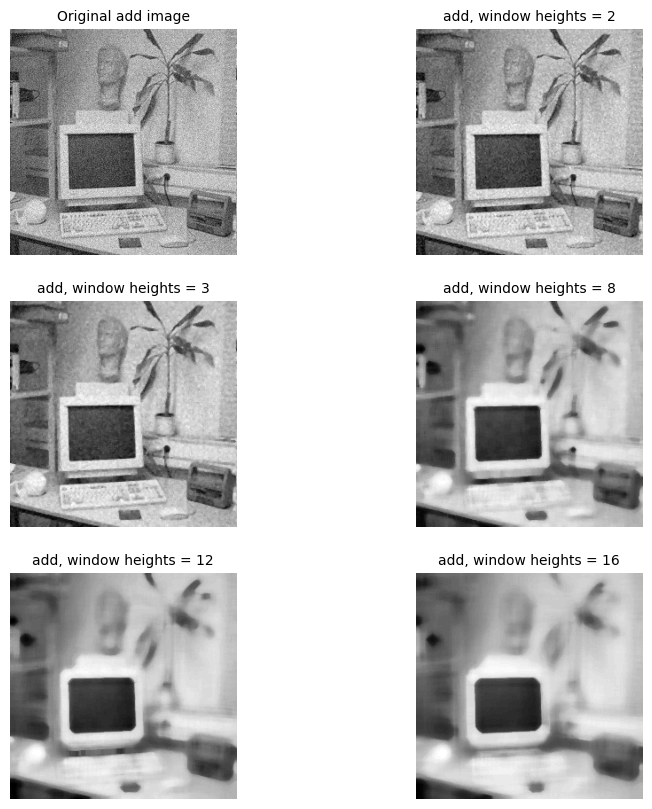 Original add image
add, window heights = 2
add, window heights = 3
add, window heights = 8
add, window heights = 12
add, window heights = 16